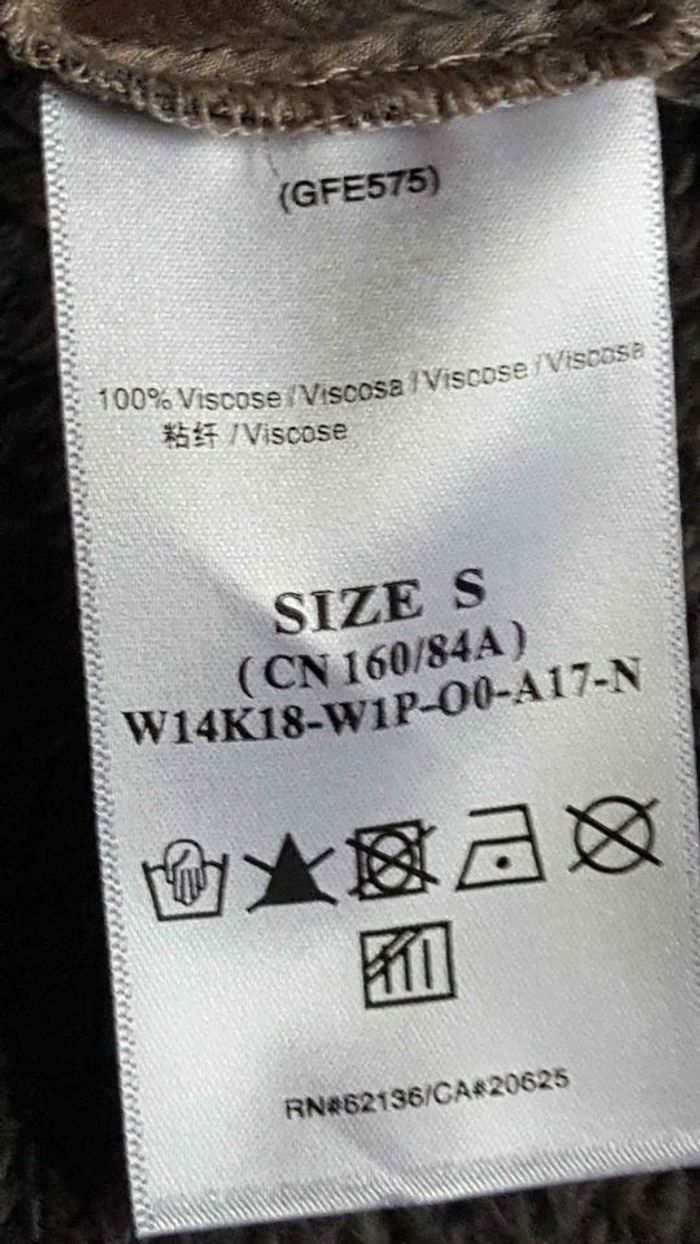 (GFE575)
100% Viscose / Viscosa / Viscose / Viscosa
粘纤 / Viscose
SIZE S
(CN 160/84A)
W14K18-W1P-O0-A17-N
RN#62136/CA#20625